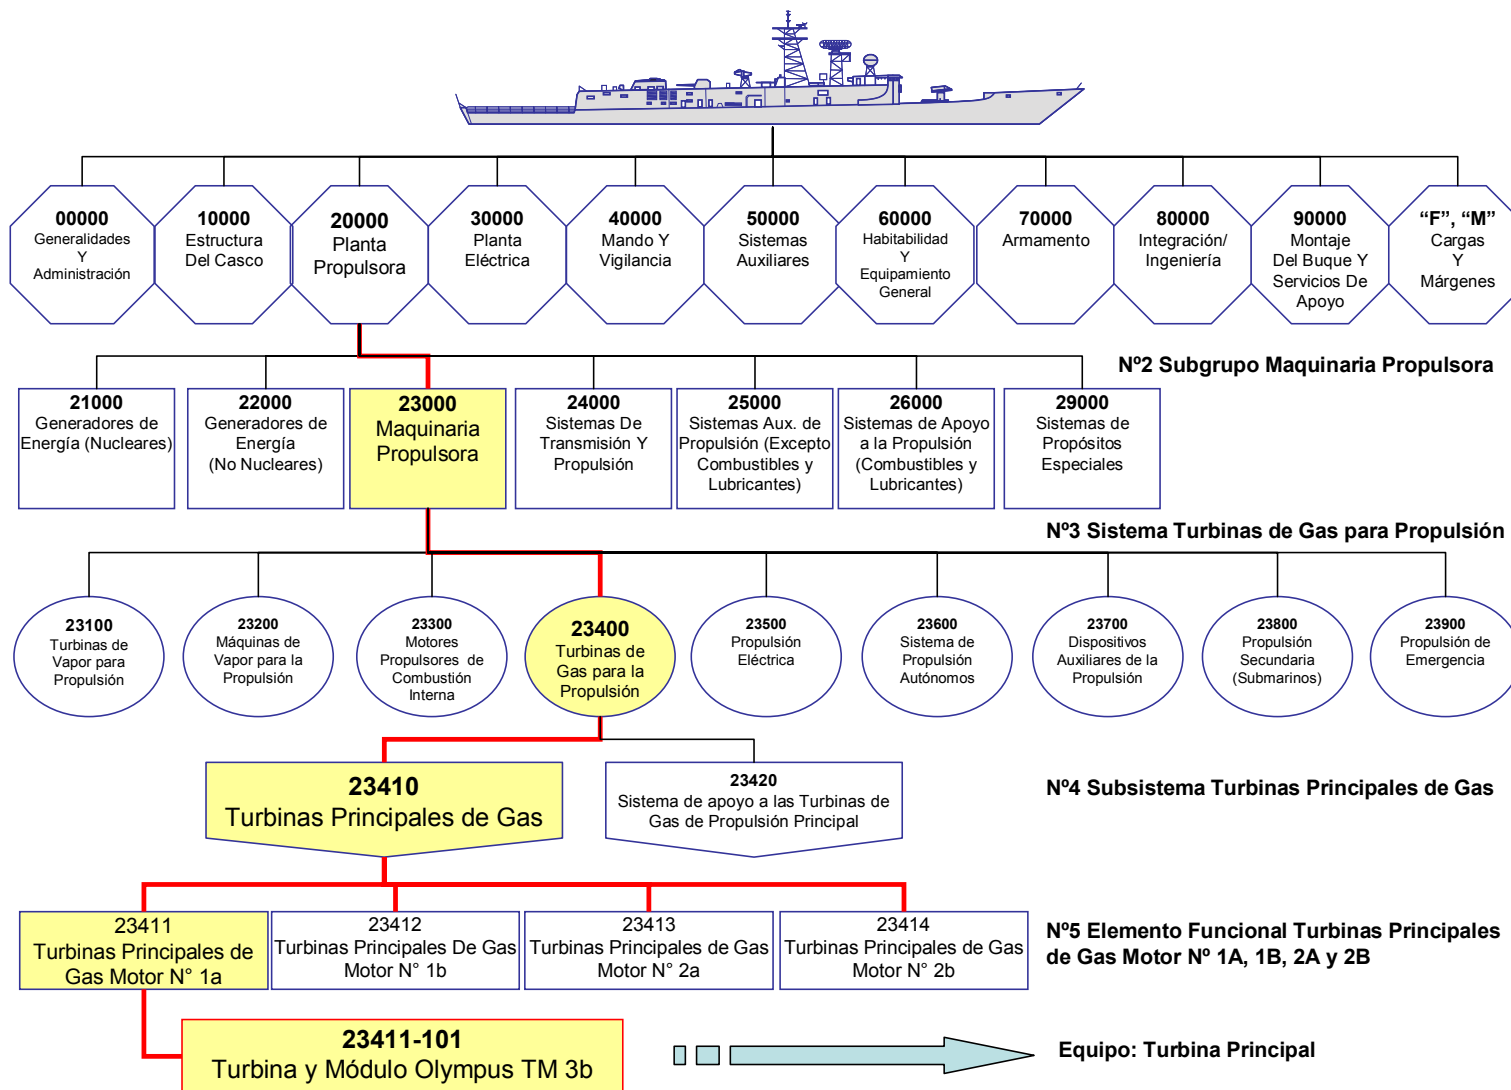 00000
Generalidades
Y
Administración
10000
Estructura
Del Casco
20000
Planta
Propulsora
30000
Planta
Eléctrica
40000
Mando Y
Vigilancia
50000
Sistemas
Auxiliares
60000
Habitabilidad
Y
Equipamiento
General
70000
Armamento
80000
Integración/
Ingeniería
90000
Montaje
Del Buque Y
Servicios De
Apoyo
“F”, “M”
Cargas
Y
Márgenes
Nº2 Subgrupo Maquinaria Propulsora
21000
Generadores de
Energía (Nucleares)
22000
Generadores de
Energía
(No Nucleares)
23000
Maquinaria
Propulsora
24000
Sistemas De
Transmisión Y
Propulsión
25000
Sistemas Aux. de
Propulsión (Excepto
Combustibles y
Lubricantes)
26000
Sistemas de Apoyo
a la Propulsión
(Combustibles y
Lubricantes)
29000
Sistemas de
Propósitos
Especiales
Nº3 Sistema Turbinas de Gas para Propulsión
23100
Turbinas de
Vapor para
Propulsión
23200
Máquinas de
Vapor para la
Propulsión
23300
Motores
Propulsores de
Combustión
Interna
23400
Turbinas de
Gas para la
Propulsión
23500
Propulsión
Eléctrica
23600
Sistema de
Propulsión
Autónomos
23700
Dispositivos
Auxiliares de la
Propulsión
23800
Propulsión
Secundaria
(Submarinos)
23900
Propulsión de
Emergencia
23410
Turbinas Principales de Gas
23420
Sistema de apoyo a las Turbinas de
Gas de Propulsión Principal
Nº4 Subsistema Turbinas Principales de Gas
23411
Turbinas Principales de
Gas Motor N° 1a
23412
Turbinas Principales De Gas
Motor N° 1b
23413
Turbinas Principales de Gas
Motor N° 2a
23414
Turbinas Principales de Gas
Motor N° 2b
Nº5 Elemento Funcional Turbinas Principales
de Gas Motor Nº 1A, 1B, 2A y 2B
23411-101
Turbina y Módulo Olympus TM 3b
Equipo: Turbina Principal